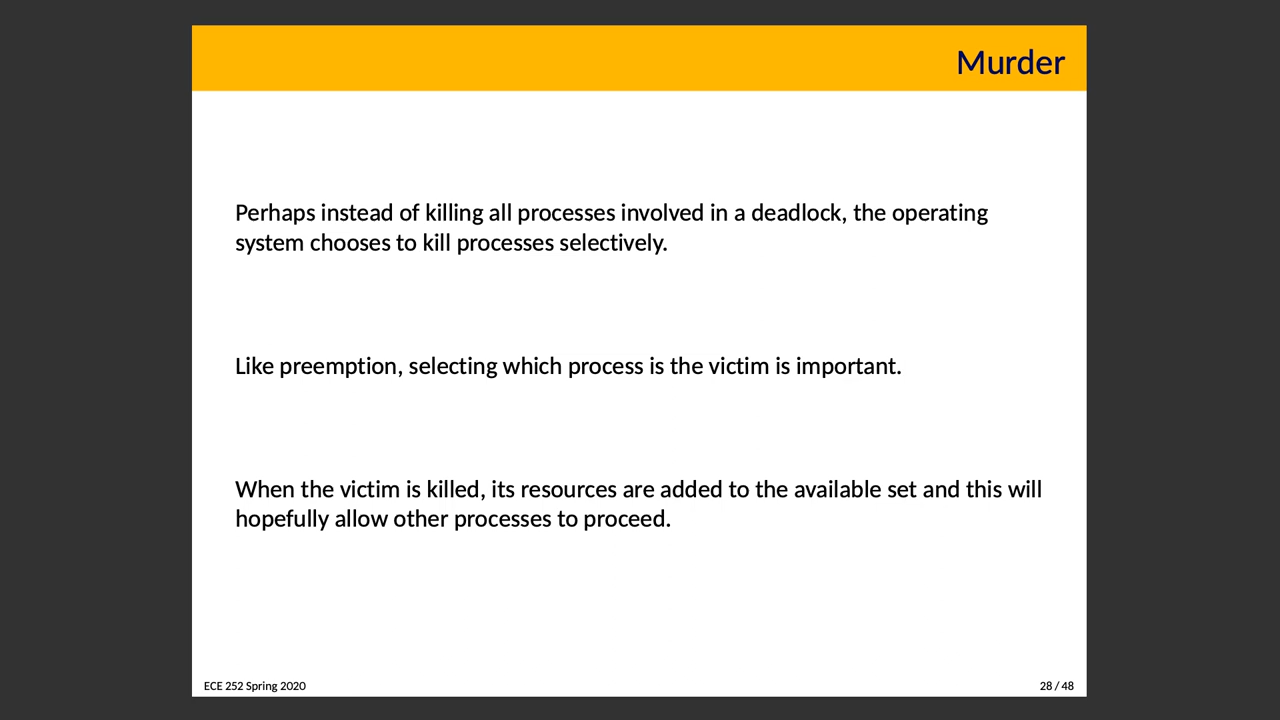 Murder
Perhaps instead of killing all processes involved in a deadlock, the operating
system chooses to kill processes selectively.
Like preemption, selecting which process is the victim is important.
When the victim is killed, its resources are added to the available set and this will
hopefully allow other processes to proceed.
ECE 252 Spring 2020
28 / 48